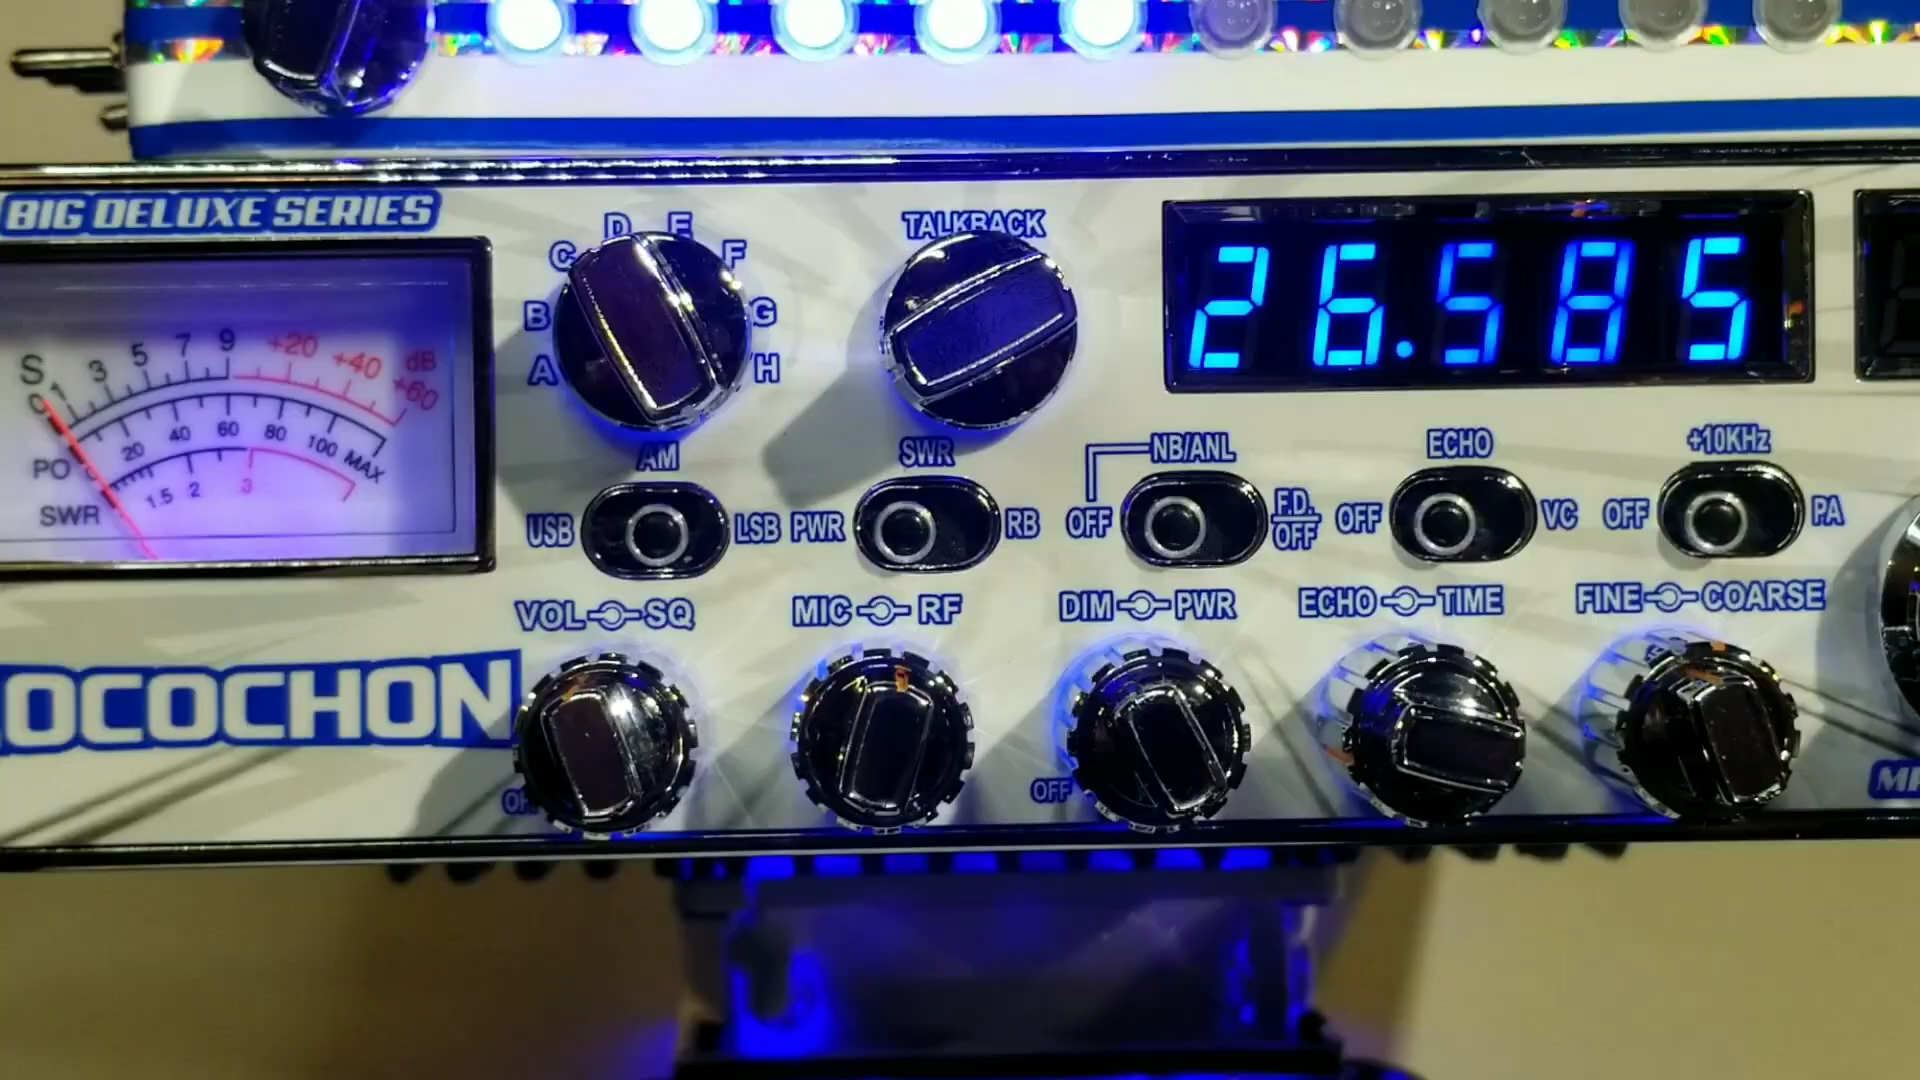 BIG DELUXE SERIES
D E
C F
B G
A H
TALKBACK
26.585
S 1 3 5 7 9 +20 +40 +60 dB
0
PO 20 40 60 80 100 MAX
SWR 1.5 2 3
AM
USB LSB
SWR
PWR RB
NB/ANL
OFF F.D. OFF
ECHO
OFF VC
+10KHz
OFF PA
VOL SQ
MIC RF
DIM PWR
ECHO TIME
FINE COARSE
OCOCHON
OFF